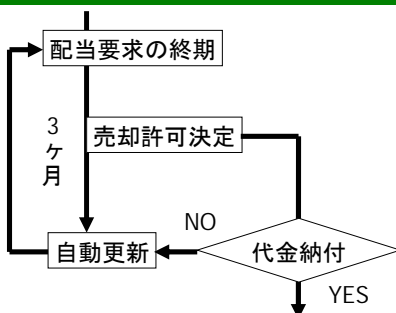 配当要求の終期
3
ヶ
月
売却許可決定
NO
自動更新
代金納付
YES